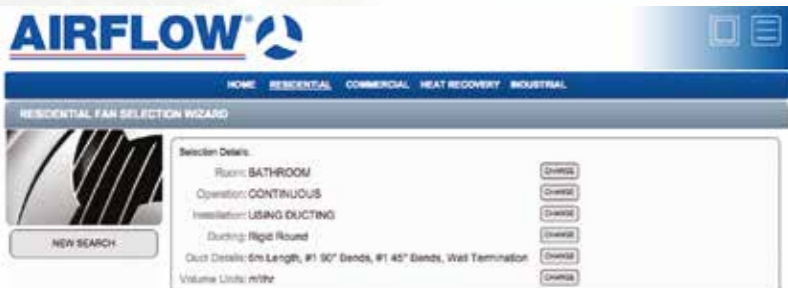 AIRFLOW
HOME RESIDENTIAL COMMERCIAL HEAT RECOVERY INDUSTRIAL
RESIDENTIAL FAN SELECTION WIZARD
Selection Details:
Room: BATHROOM CHANGE
Operation: CONTINUOUS CHANGE
Installation: USING DUCTING CHANGE
Ducting: Rigid Round CHANGE
NEW SEARCH
Duct Details: 6m Length, #1 90° Bends, #1 45° Bends, Wall Termination CHANGE
Volume Units: m³/hr CHANGE